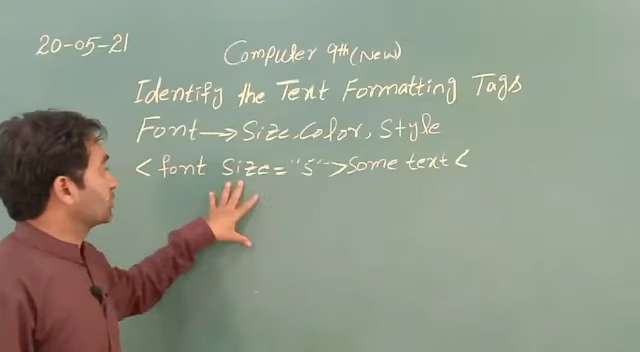 20-05-21
Computer 9th (New)
Identify the Text Formatting Tags
Font → Size, Color, Style
< font Size = "5" > Some text <